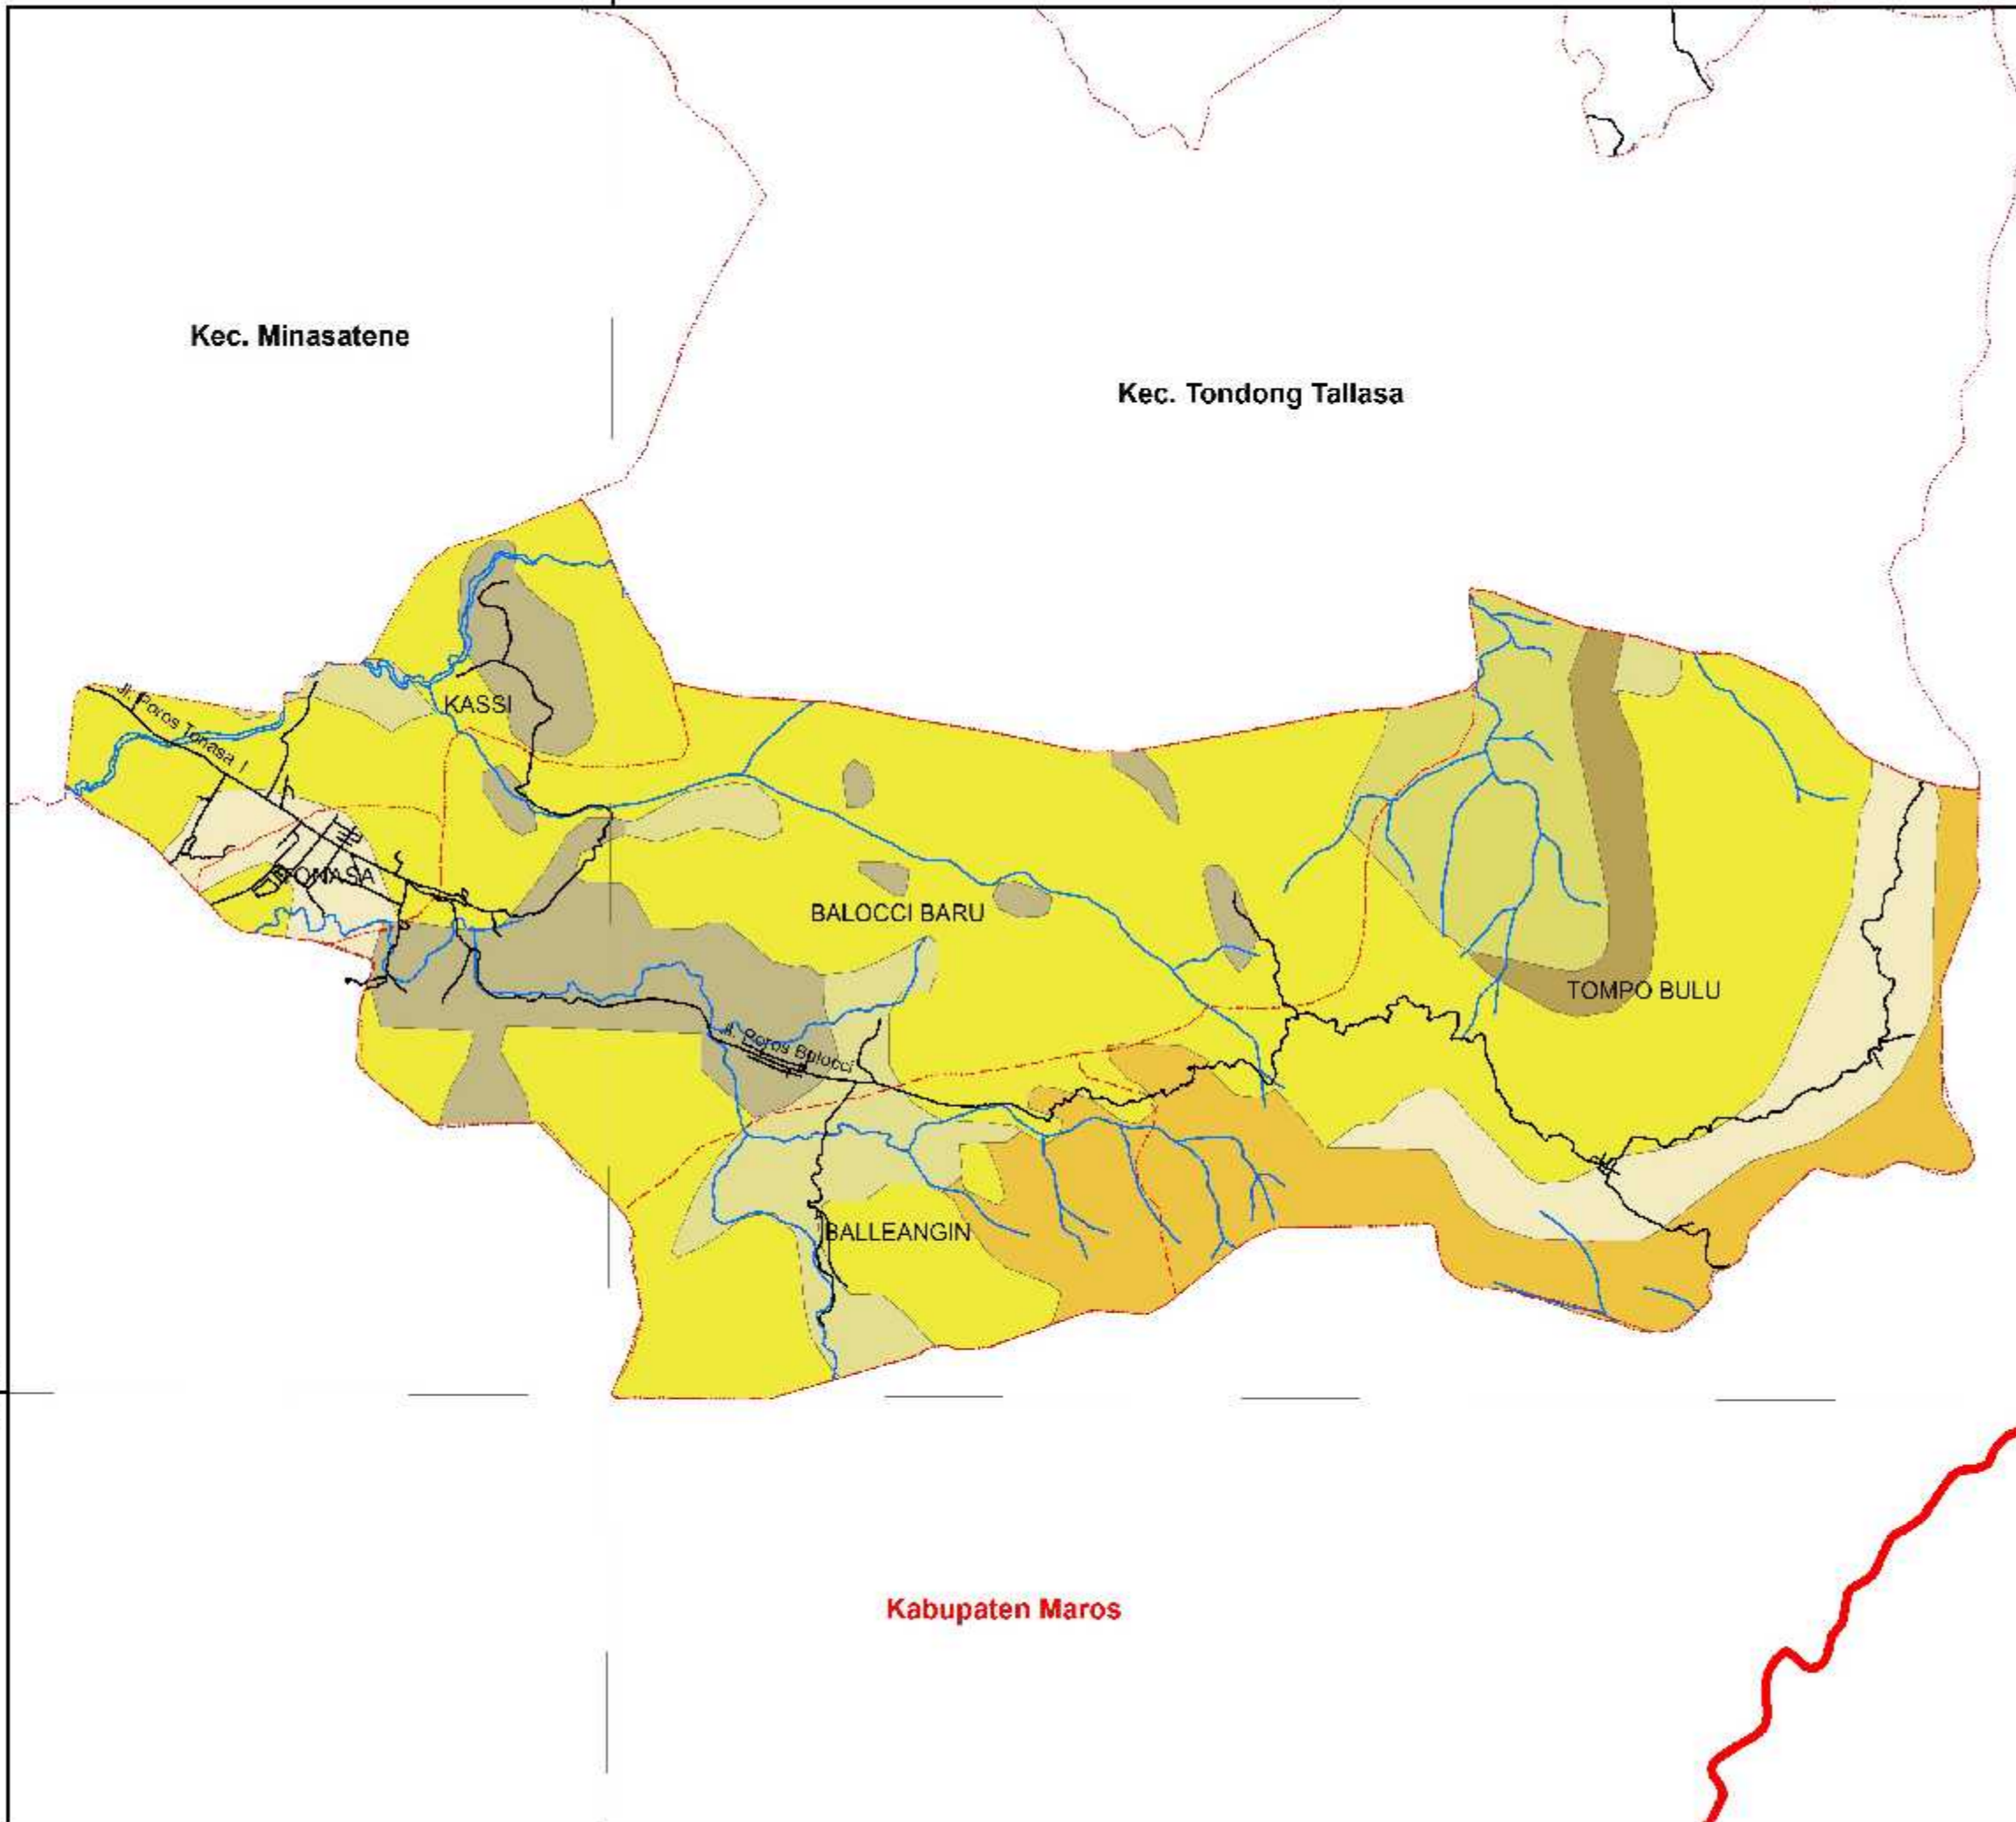 Kec. Minasatene
Kec. Tondong Tallasa
KASSI
Jl. Poros Tonasa I
TONASA
BALOCCI BARU
TOMPO BULU
Jl. Poros Balocci
BALLEANGIN
Kabupaten Maros